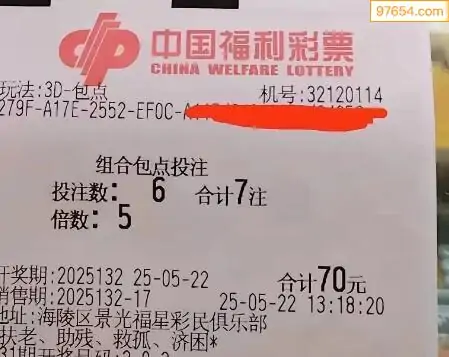 97654.com
中国福利彩票
CHINA WELFARE LOTTERY
玩法:3D-包点
机号:32120114
279F-A17E-2552-EF0C-
组合包点投注
投注数: 6 合计7注
倍数: 5
开奖期:2025132 25-05-22 合计70元
销售期:2025132-17 25-05-22 13:18:20
地址:海陵区景光福星彩民俱乐部
扶老、助残、救孤、济困*